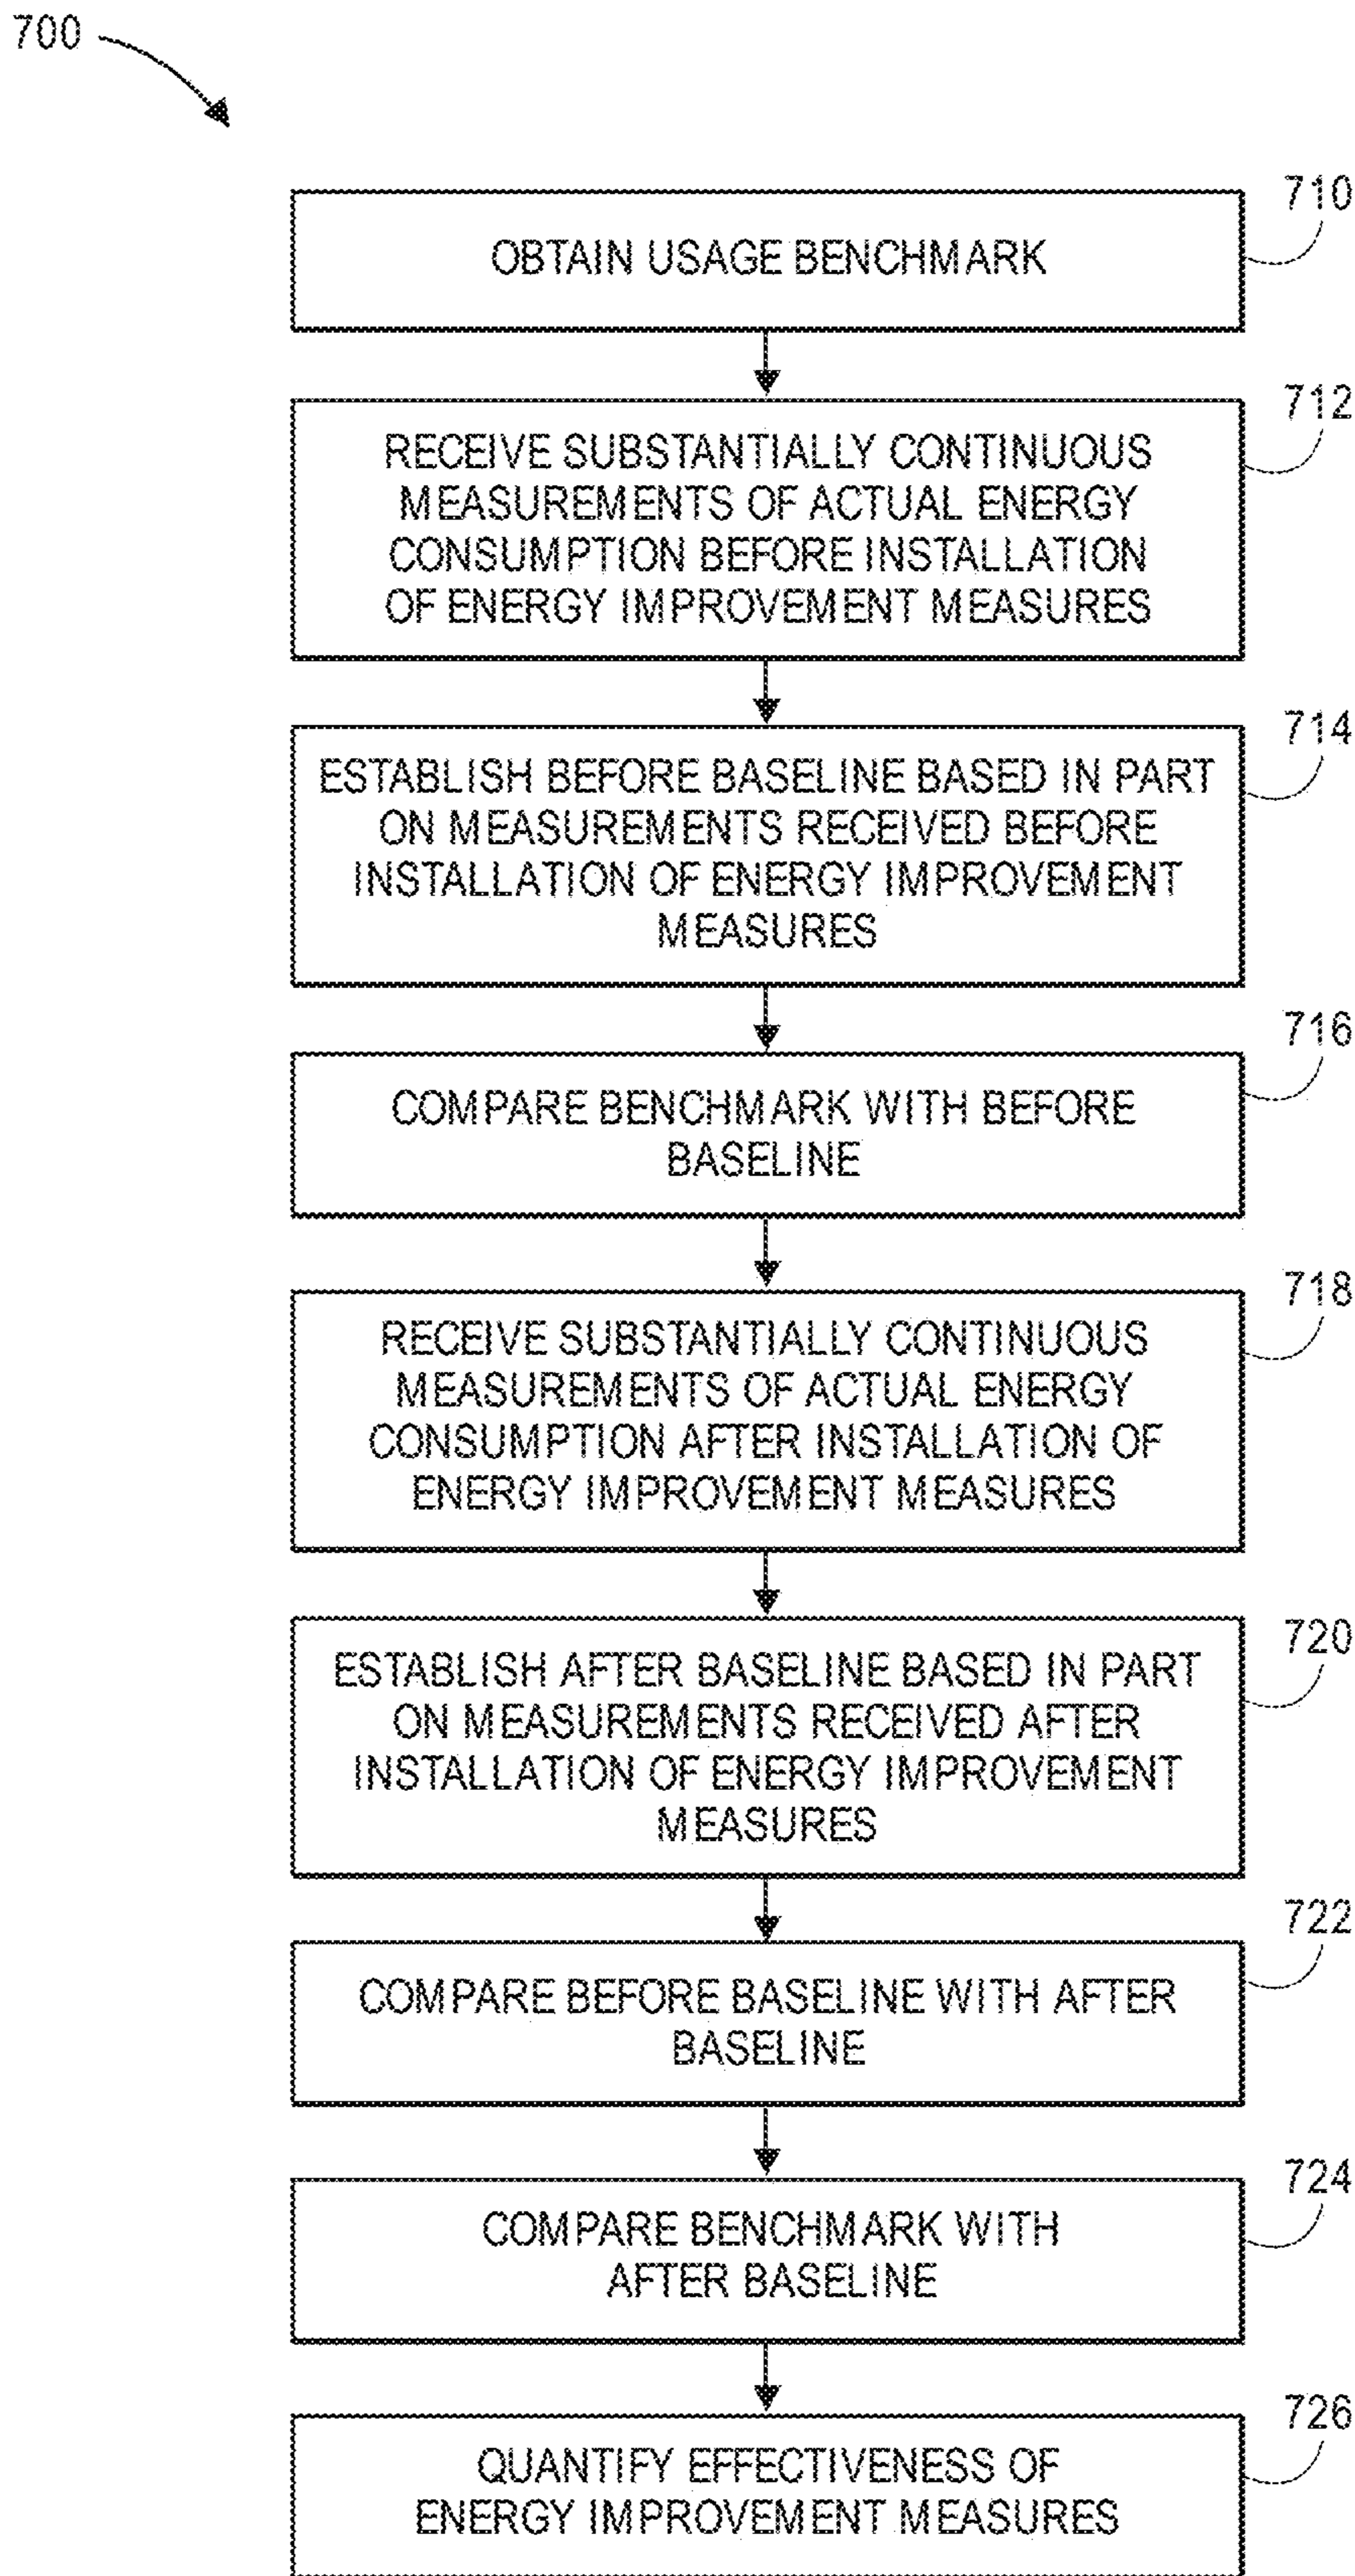 700
710
OBTAIN USAGE BENCHMARK
712
RECEIVE SUBSTANTIALLY CONTINUOUS
MEASUREMENTS OF ACTUAL ENERGY
CONSUMPTION BEFORE INSTALLATION
OF ENERGY IMPROVEMENT MEASURES
714
ESTABLISH BEFORE BASELINE BASED IN PART
ON MEASUREMENTS RECEIVED BEFORE
INSTALLATION OF ENERGY IMPROVEMENT
MEASURES
716
COMPARE BENCHMARK WITH BEFORE
BASELINE
718
RECEIVE SUBSTANTIALLY CONTINUOUS
MEASUREMENTS OF ACTUAL ENERGY
CONSUMPTION AFTER INSTALLATION OF
ENERGY IMPROVEMENT MEASURES
720
ESTABLISH AFTER BASELINE BASED IN PART
ON MEASUREMENTS RECEIVED AFTER
INSTALLATION OF ENERGY IMPROVEMENT
MEASURES
722
COMPARE BEFORE BASELINE WITH AFTER
BASELINE
724
COMPARE BENCHMARK WITH
AFTER BASELINE
726
QUANTIFY EFFECTIVENESS OF
ENERGY IMPROVEMENT MEASURES